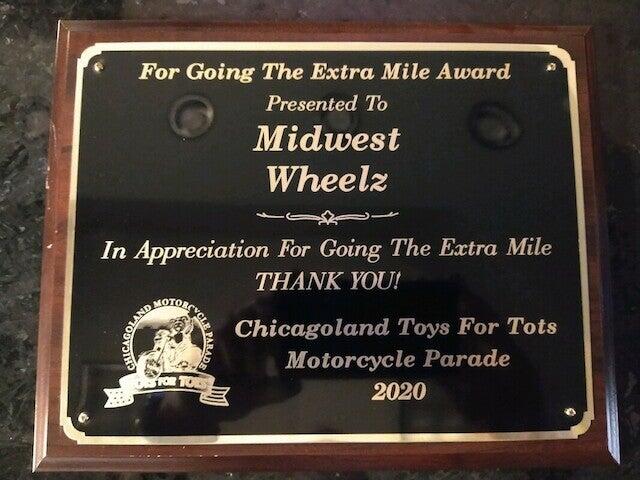 For Going The Extra Mile Award
Presented To
Midwest
Wheelz
In Appreciation For Going The Extra Mile
THANK YOU!
Chicagoland Toys For Tots
Motorcycle Parade
2020
CHICAGOLAND MOTORCYCLE PARADE
TOYS FOR TOTS